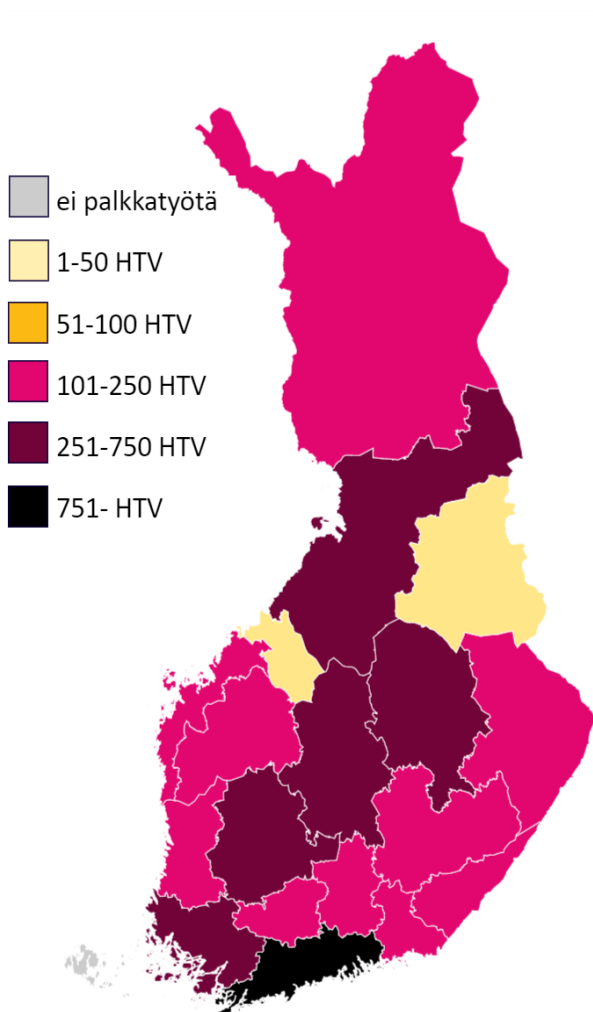 ei palkkatyötä
1-50 HTV
51-100 HTV
101-250 HTV
251-750 HTV
751- HTV